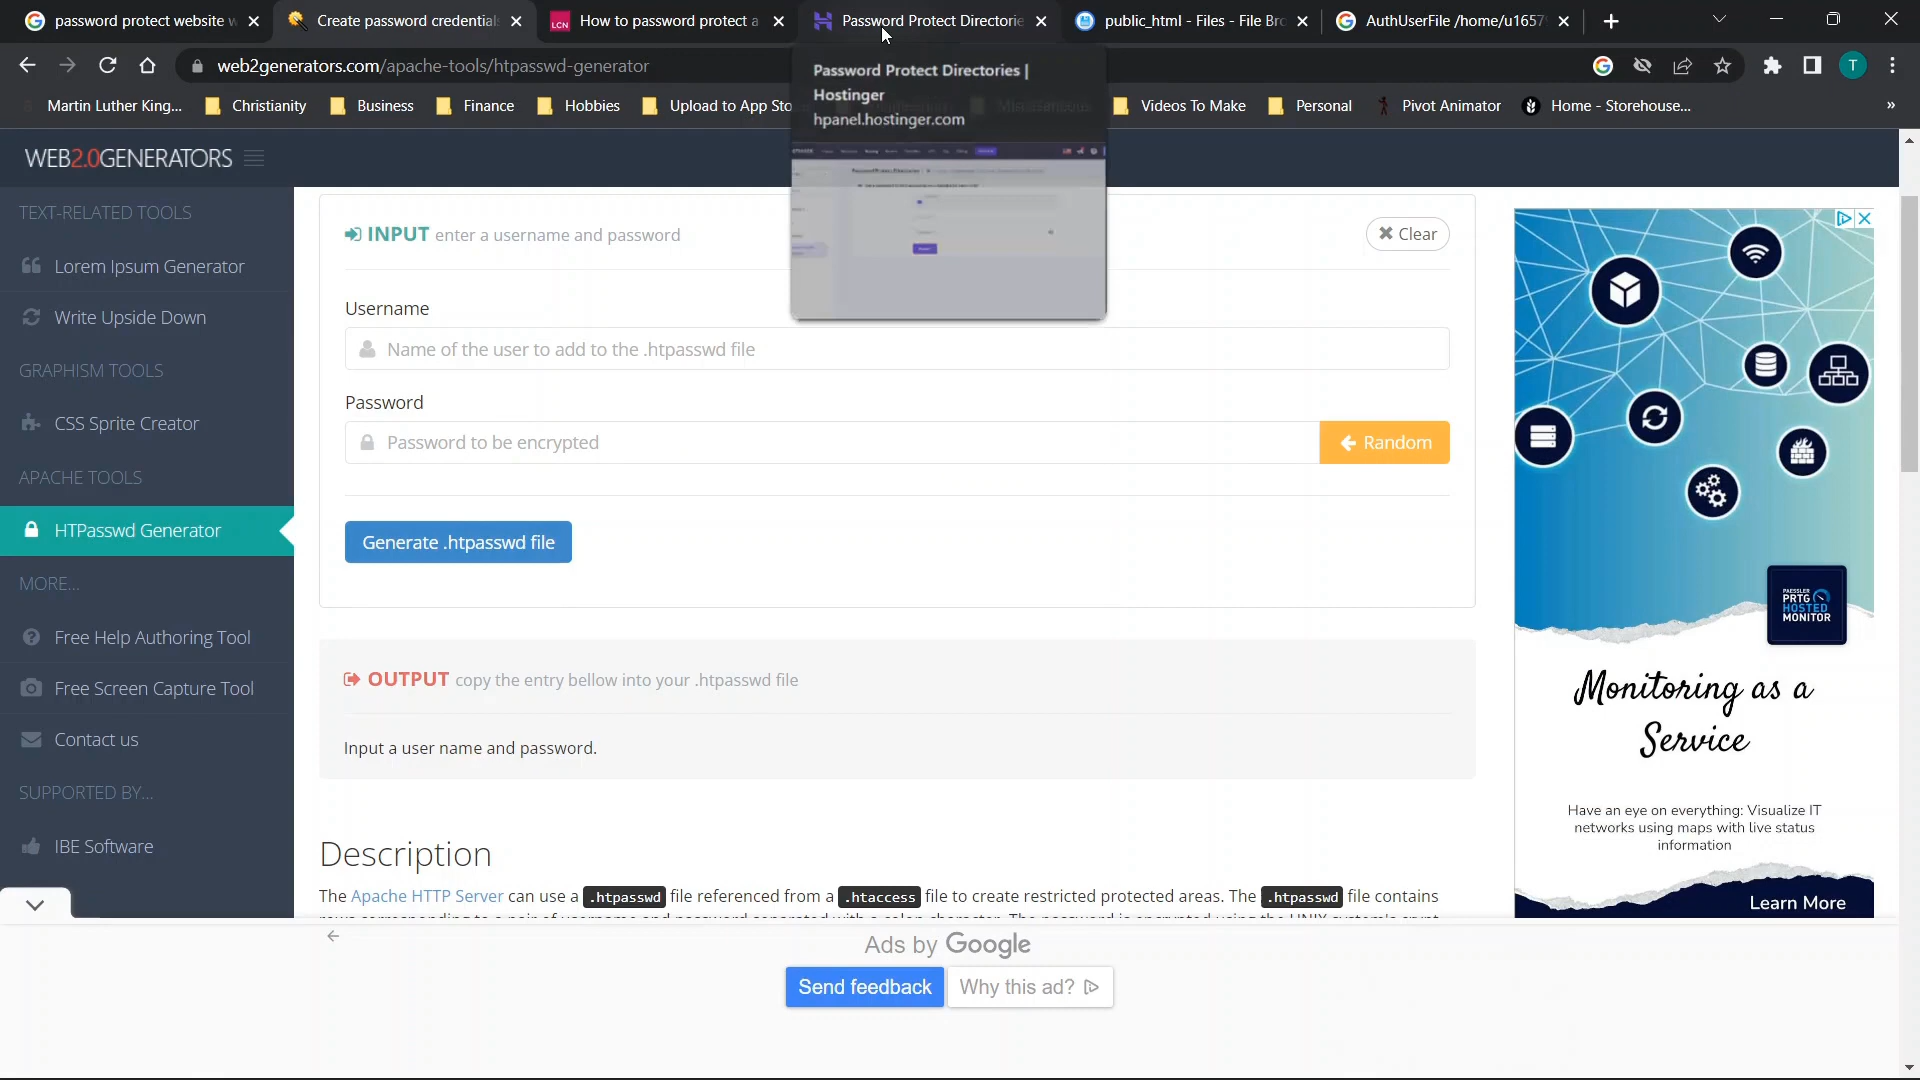 password protect website w
Create password credential
LCN
How to password protect a
Password Protect Directorie
public_html - Files - File Br
AuthUserFile /home/u1657
web2generators.com/apache-tools/htpasswd-generator
T
Martin Luther King...
Christianity
Business
Finance
Hobbies
Upload to App Sto
Videos To Make
Personal
Pivot Animator
Home - Storehouse...
»
Password Protect Directories |
Hostinger
hpanel.hostinger.com
WEB2.0GENERATORS
TEXT-RELATED TOOLS
Lorem Ipsum Generator
Write Upside Down
GRAPHISM TOOLS
CSS Sprite Creator
APACHE TOOLS
HTPasswd Generator
MORE...
Free Help Authoring Tool
Free Screen Capture Tool
Contact us
SUPPORTED BY...
IBE Software
INPUT enter a username and password
Clear
Username
Name of the user to add to the .htpasswd file
Password
Password to be encrypted
Random
Generate .htpasswd file
OUTPUT copy the entry bellow into your .htpasswd file
Input a user name and password.
Description
The Apache HTTP Server can use a .htpasswd file referenced from a .htaccess file to create restricted protected areas. The .htpasswd file contains
PAESSLER
PRTG
HOSTED
MONITOR
Monitoring as a
Service
Have an eye on everything: Visualize IT
networks using maps with live status
information
Learn More
Ads by Google
Send feedback
Why this ad?